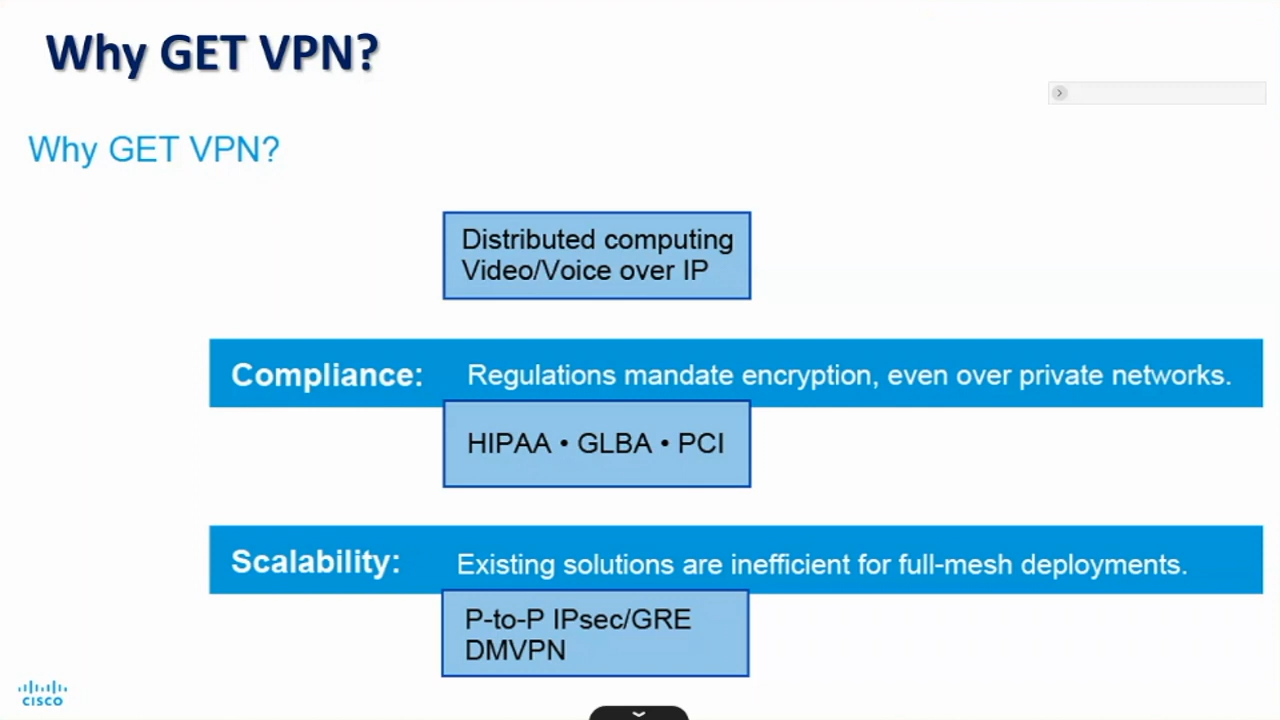 Why GET VPN?
Why GET VPN?
Distributed computing
Video/Voice over IP
Compliance: Regulations mandate encryption, even over private networks.
HIPAA • GLBA • PCI
Scalability: Existing solutions are inefficient for full-mesh deployments.
P-to-P IPsec/GRE
DMVPN
CISCO